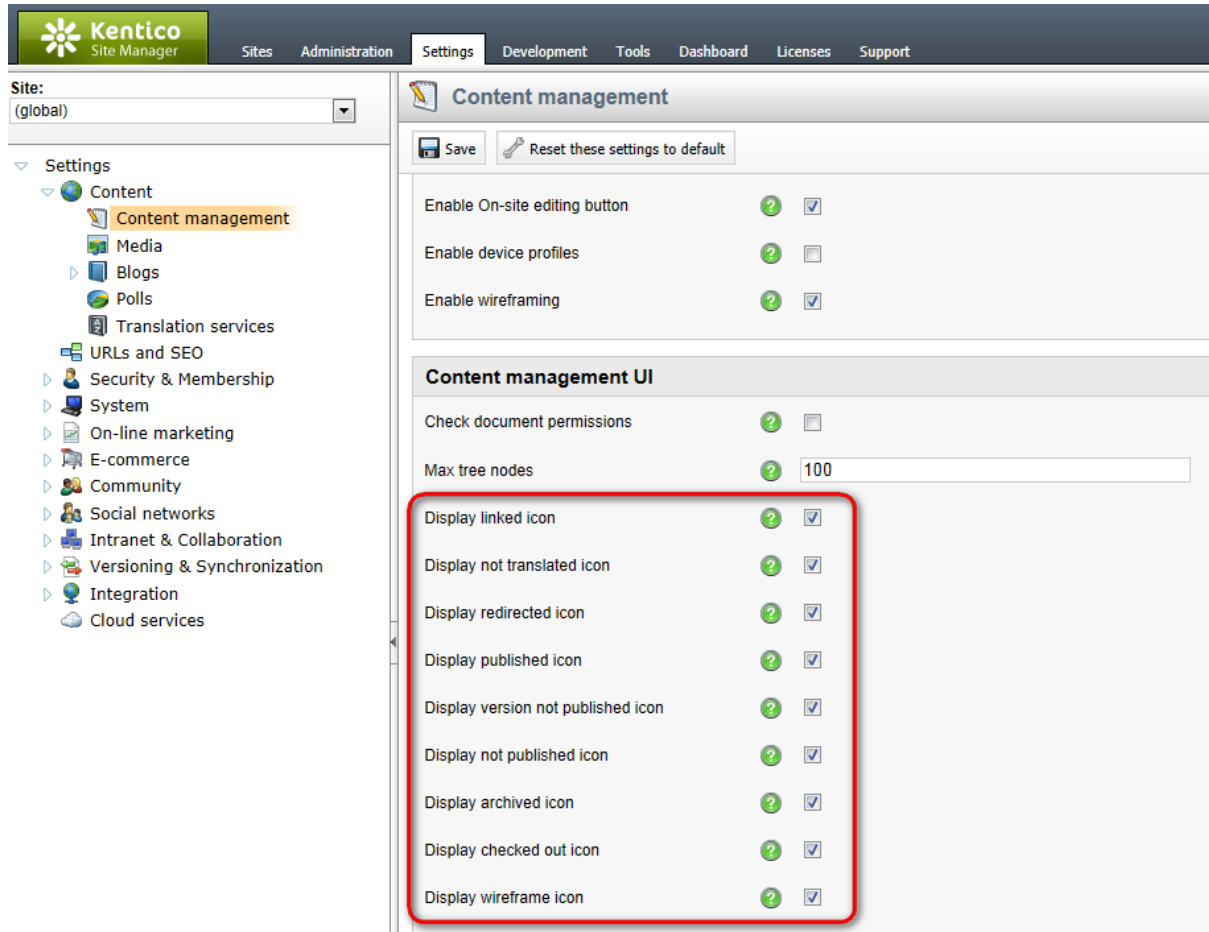 Kentico
Site Manager
Sites Administration Settings Development Tools Dashboard Licenses Support
Site:
(global)
Settings
Content
Content management
Media
Blogs
Polls
Translation services
URLs and SEO
Security & Membership
System
On-line marketing
E-commerce
Community
Social networks
Intranet & Collaboration
Versioning & Synchronization
Integration
Cloud services
Content management
Save Reset these settings to default
Enable On-site editing button
Enable device profiles
Enable wireframing
Content management UI
Check document permissions
Max tree nodes 100
Display linked icon
Display not translated icon
Display redirected icon
Display published icon
Display version not published icon
Display not published icon
Display archived icon
Display checked out icon
Display wireframe icon